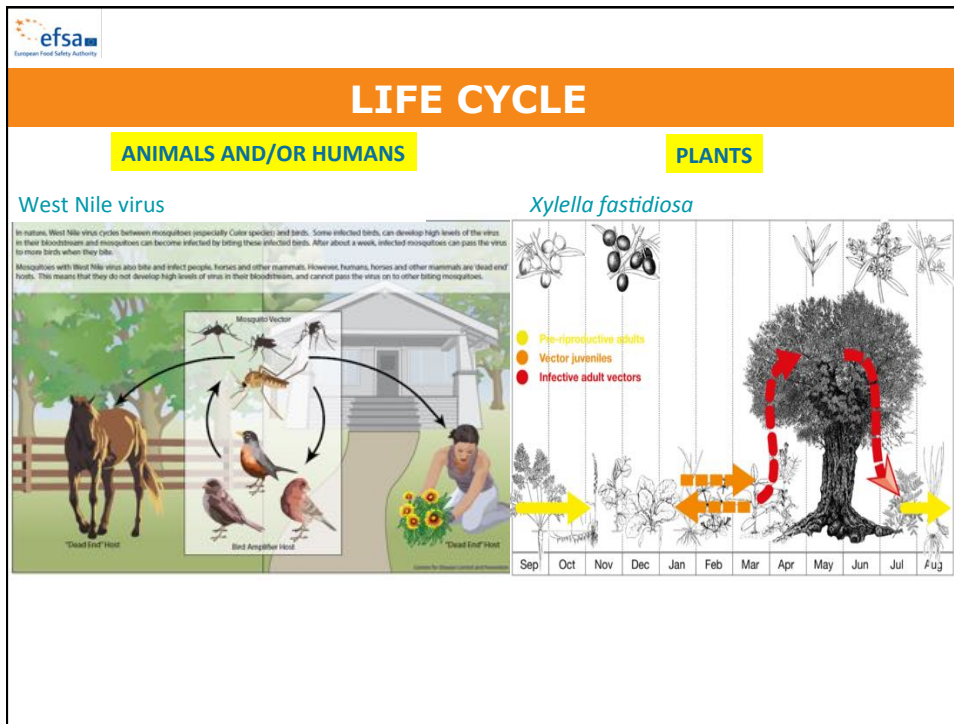 efsa
European Food Safety Authority
LIFE CYCLE
ANIMALS AND/OR HUMANS
PLANTS
West Nile virus
Xylella fastidiosa
In nature, West Nile virus cycles between mosquitoes (especially Culex species) and birds. Some infected birds, can develop high levels of the virus
in their bloodstream and mosquitoes can become infected by biting these infected birds. After about a week, infected mosquitoes can pass the virus
to more birds when they bite.
Mosquitoes with West Nile virus also bite and infect people, horses and other mammals. However, humans, horses and other mammals are 'dead end'
hosts. This means that they do not develop high levels of virus in their bloodstream, and cannot pass the virus on to other biting mosquitoes.
Mosquito Vector
"Dead End" Host
Bird Amplifier Host
"Dead End" Host
Centers for Disease Control and Prevention
Pre-riproductive adults
Vector juveniles
Infective adult vectors
Sep Oct Nov Dec Jan Feb Mar Apr May Jun Jul Aug